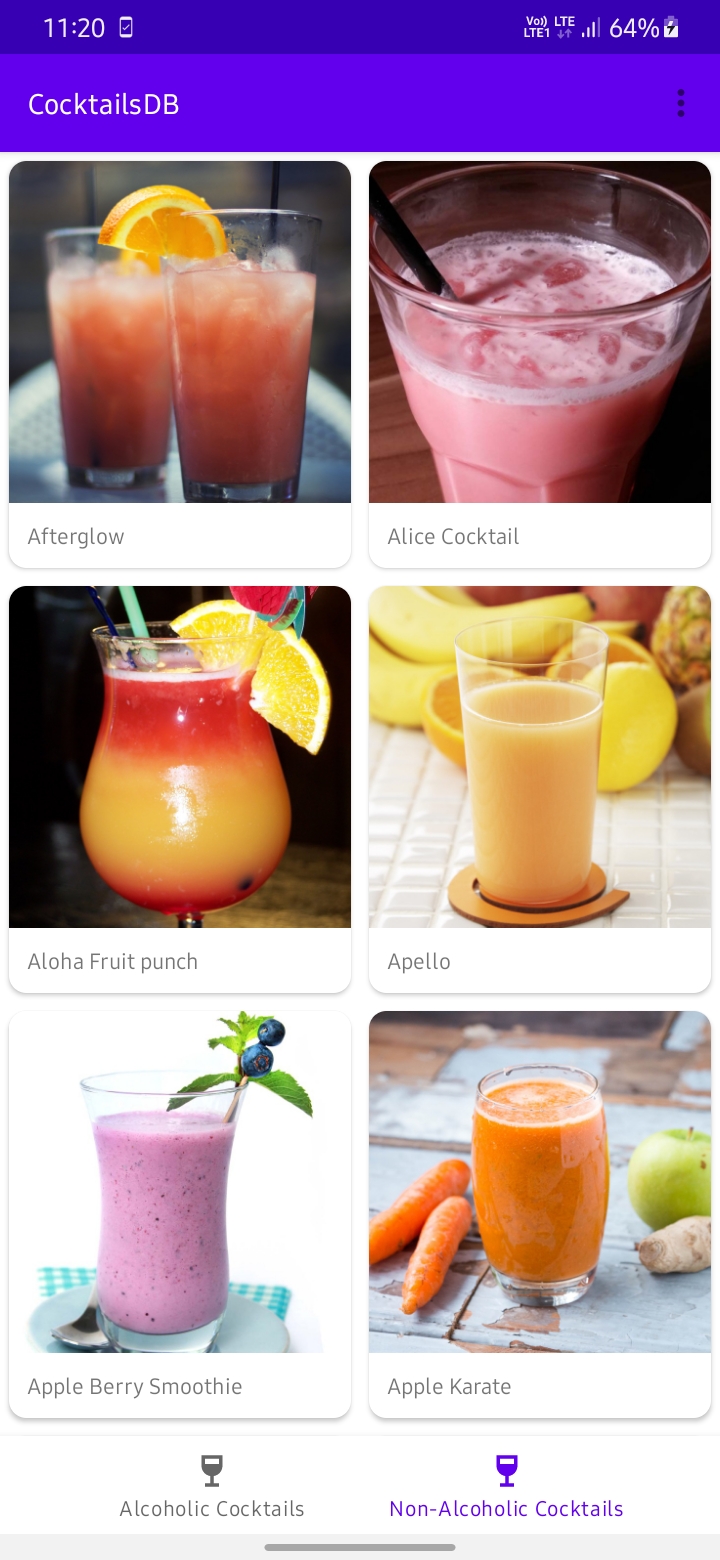 11:20
Vo)) LTE
LTE1
64%
CocktailsDB
Afterglow
Alice Cocktail
Aloha Fruit punch
Apello
Apple Berry Smoothie
Apple Karate
Alcoholic Cocktails
Non-Alcoholic Cocktails